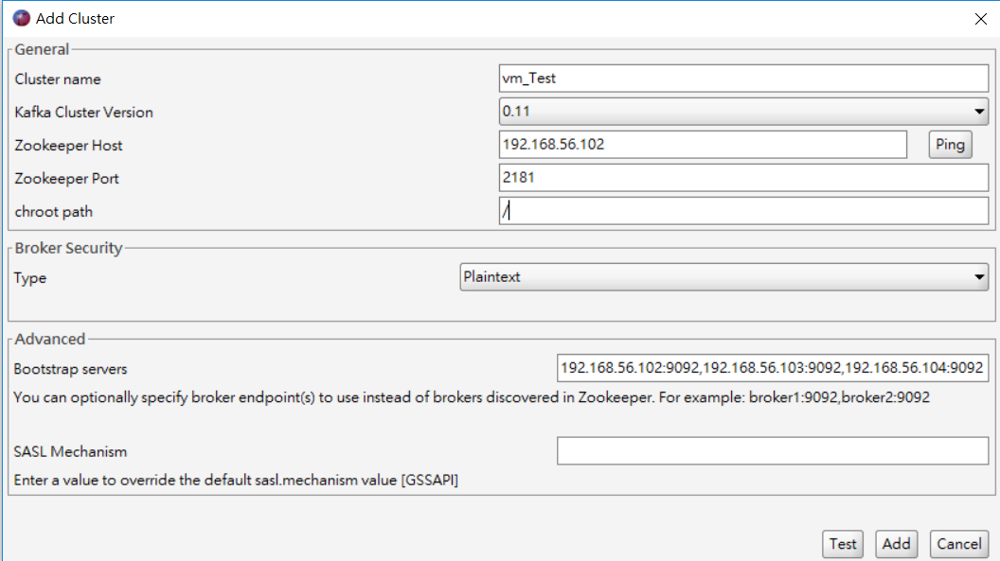 Add Cluster
General
Cluster name vm_Test
Kafka Cluster Version 0.11
Zookeeper Host 192.168.56.102 Ping
Zookeeper Port 2181
chroot path /
Broker Security
Type Plaintext
Advanced
Bootstrap servers 192.168.56.102:9092,192.168.56.103:9092,192.168.56.104:9092
You can optionally specify broker endpoint(s) to use instead of brokers discovered in Zookeeper. For example: broker1:9092,broker2:9092
SASL Mechanism
Enter a value to override the default sasl.mechanism value [GSSAPI]
Test Add Cancel